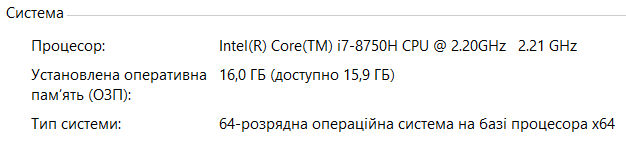 Система
Процесор: Intel(R) Core(TM) i7-8750H CPU @ 2.20GHz 2.21 GHz
Установлена оперативна 16,0 ГБ (доступно 15,9 ГБ)
пам’ять (ОЗП):
Тип системи: 64-розрядна операційна система на базі процесора x64